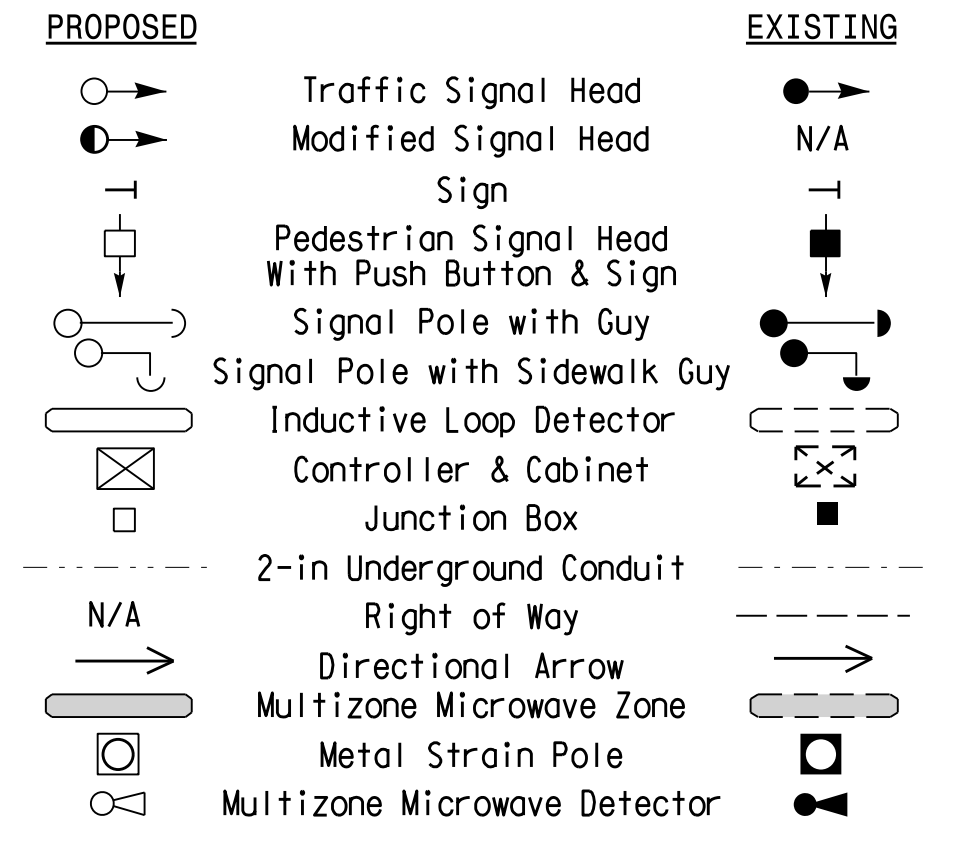 PROPOSED EXISTING
Traffic Signal Head
Modified Signal Head N/A
Sign
Pedestrian Signal Head
With Push Button & Sign
Signal Pole with Guy
Signal Pole with Sidewalk Guy
Inductive Loop Detector
Controller & Cabinet
Junction Box
2-in Underground Conduit
N/A Right of Way
Directional Arrow
Multizone Microwave Zone
Metal Strain Pole
Multizone Microwave Detector